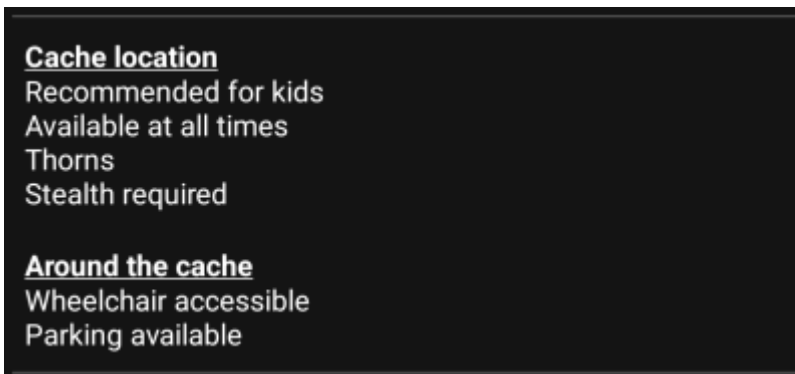 Cache location
Recommended for kids
Available at all times
Thorns
Stealth required
Around the cache
Wheelchair accessible
Parking available